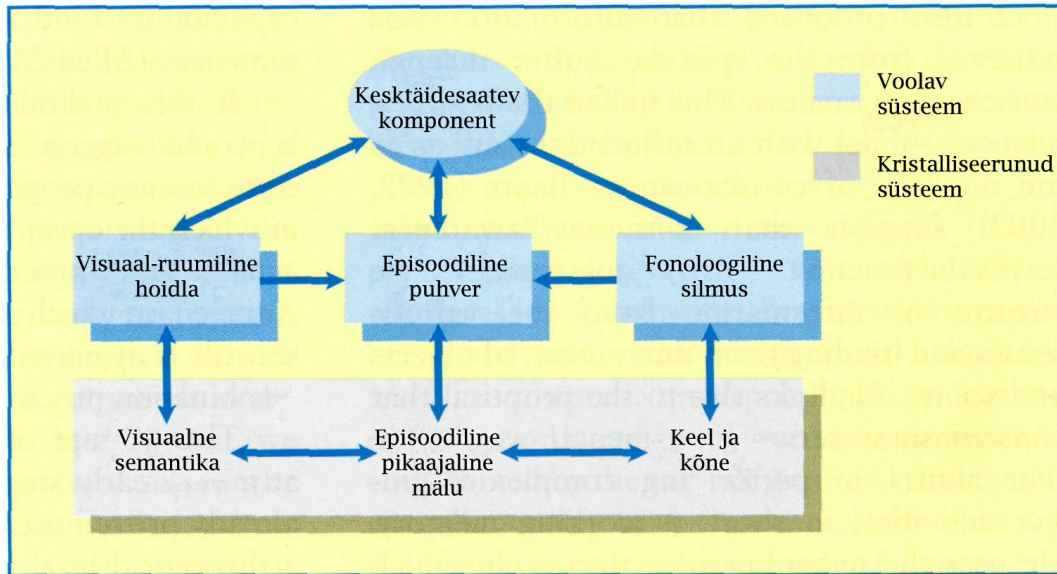 Kesktäidesaatev
komponent
Voolav
süsteem
Kristalliseerunud
süsteem
Visuaal-ruumiline
hoidla
Episoodiline
puhver
Fonoloogiline
silmus
Visuaalne
semantika
Episoodiline
pikaajaline
mälu
Keel ja
kõne